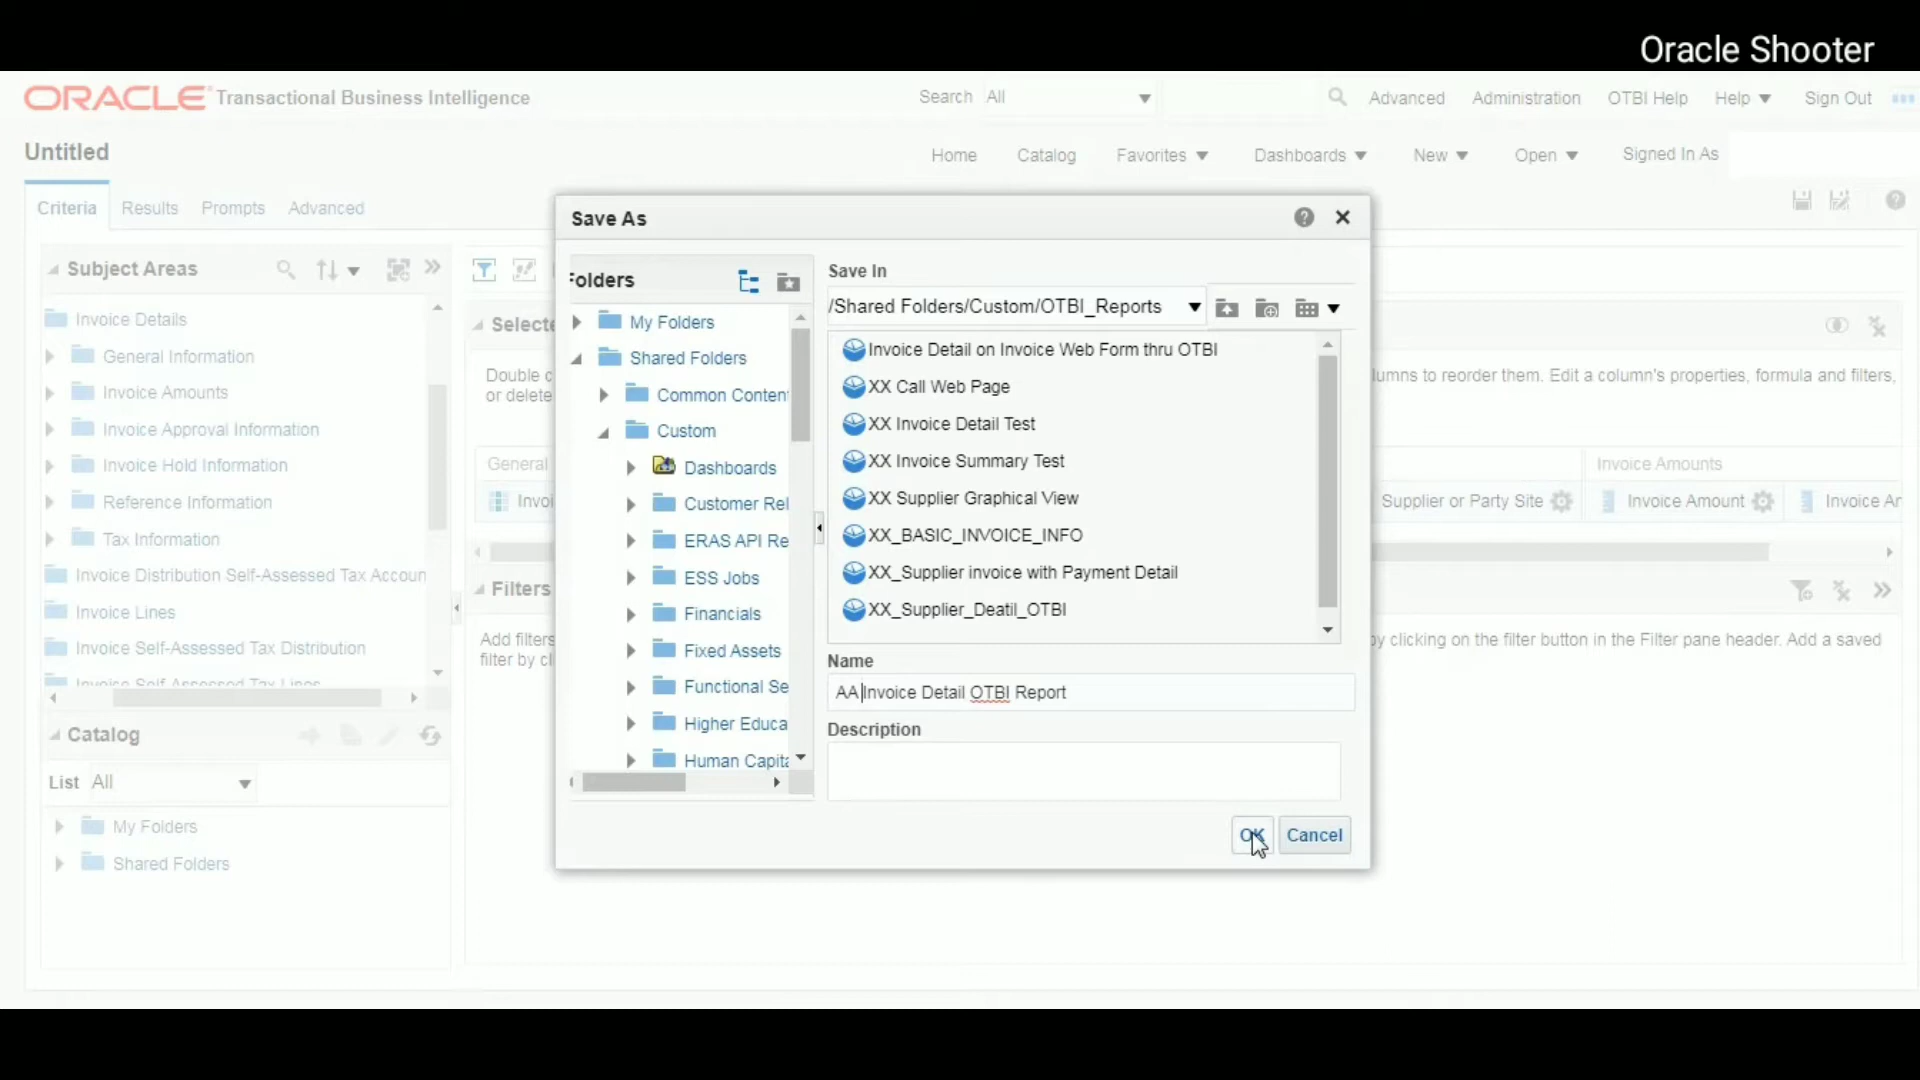 Oracle Shooter
ORACLE Transactional Business Intelligence
Search All
Advanced
Administration
OTBI Help
Help
Sign Out
Untitled
Home
Catalog
Favorites
Dashboards
New
Open
Signed In As
Criteria
Results
Prompts
Advanced
Subject Areas
Invoice Details
General Information
Invoice Amounts
Invoice Approval Information
Invoice Hold Information
Reference Information
Tax Information
Invoice Distribution Self-Assessed Tax Accoun
Invoice Lines
Invoice Self-Assessed Tax Distribution
Invoice Self-Assessed Tax Lines
Catalog
List All
My Folders
Shared Folders
Selecte
Double c
or delete
General
Invoi
Filters
Add filters
filter by cl
Save As
Folders
My Folders
Shared Folders
Common Conten
Custom
Dashboards
Customer Rel
ERAS API Re
ESS Jobs
Financials
Fixed Assets
Functional Se
Higher Educa
Human Capita
Save In
/Shared Folders/Custom/OTBI_Reports
Invoice Detail on Invoice Web Form thru OTBI
XX Call Web Page
XX Invoice Detail Test
XX Invoice Summary Test
XX Supplier Graphical View
XX_BASIC_INVOICE_INFO
XX_Supplier invoice with Payment Detail
XX_Supplier_Deatil_OTBI
Name
AA Invoice Detail OTBI Report
Description
OK
Cancel
lumns to reorder them. Edit a column's properties, formula and filters,
Invoice Amounts
Supplier or Party Site
Invoice Amount
Invoice Ar
by clicking on the filter button in the Filter pane header. Add a saved